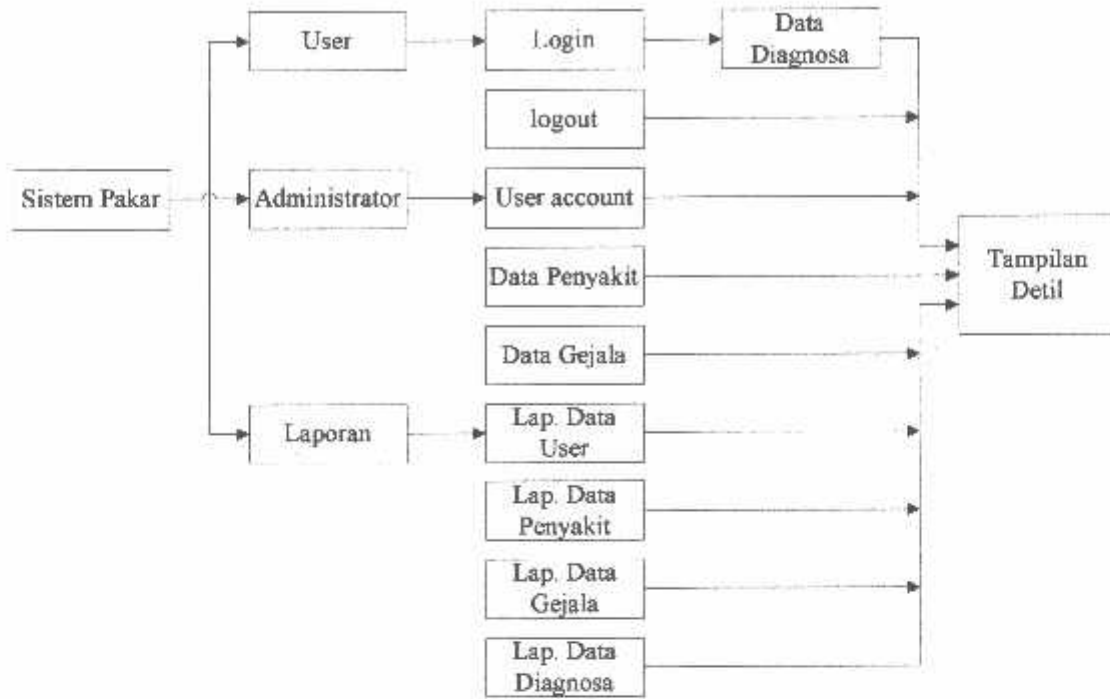 User
Login
Data
Diagnosa
logout
Sistem Pakar
Administrator
User account
Data Penyakit
Tampilan
Detil
Data Gejala
Laporan
Lap. Data
User
Lap. Data
Penyakit
Lap. Data
Gejala
Lap. Data
Diagnosa